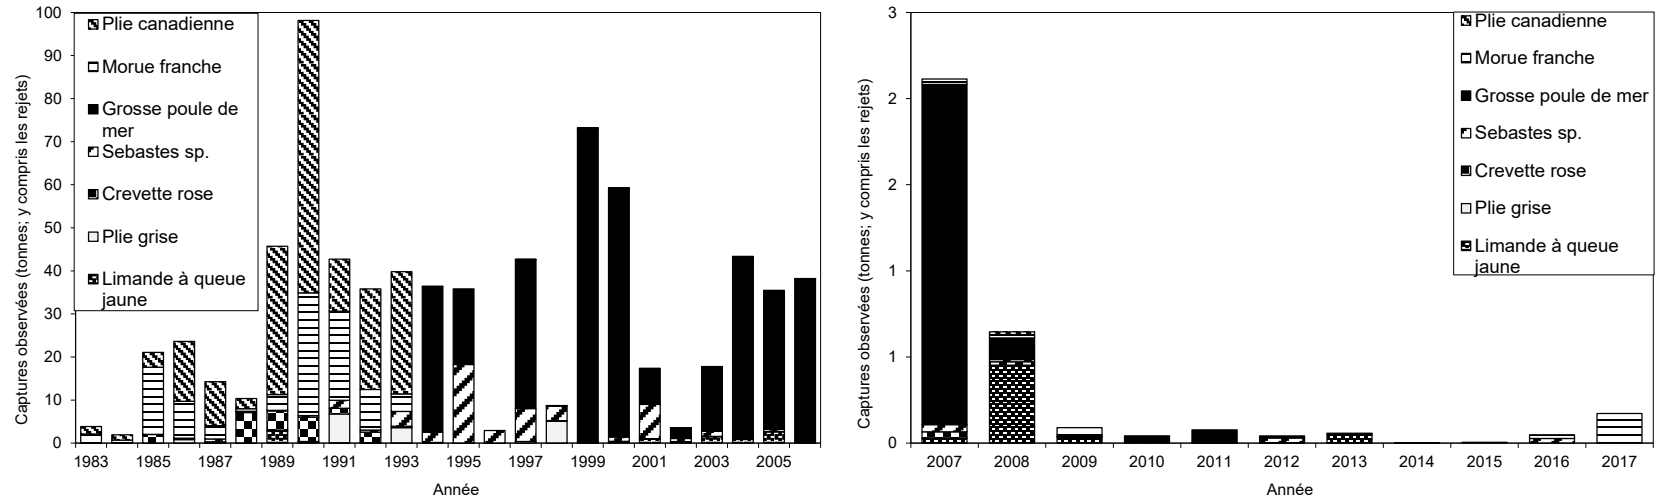 Captures observées (tonnes; y compris les rejets)
100
90
80
70
60
50
40
30
20
10
0
Plie canadienne
Morue franche
Grosse poule de
mer
Sebastes sp.
Crevette rose
Plie grise
Limande à queue
jaune
1983 1985 1987 1989 1991 1993 1995 1997 1999 2001 2003 2005
Année
Captures observées (tonnes; y compris les rejets)
3
2
2
1
1
0
Plie canadienne
Morue franche
Grosse poule de mer
Sebastes sp.
Crevette rose
Plie grise
Limande à queue
jaune
2007 2008 2009 2010 2011 2012 2013 2014 2015 2016 2017
Année